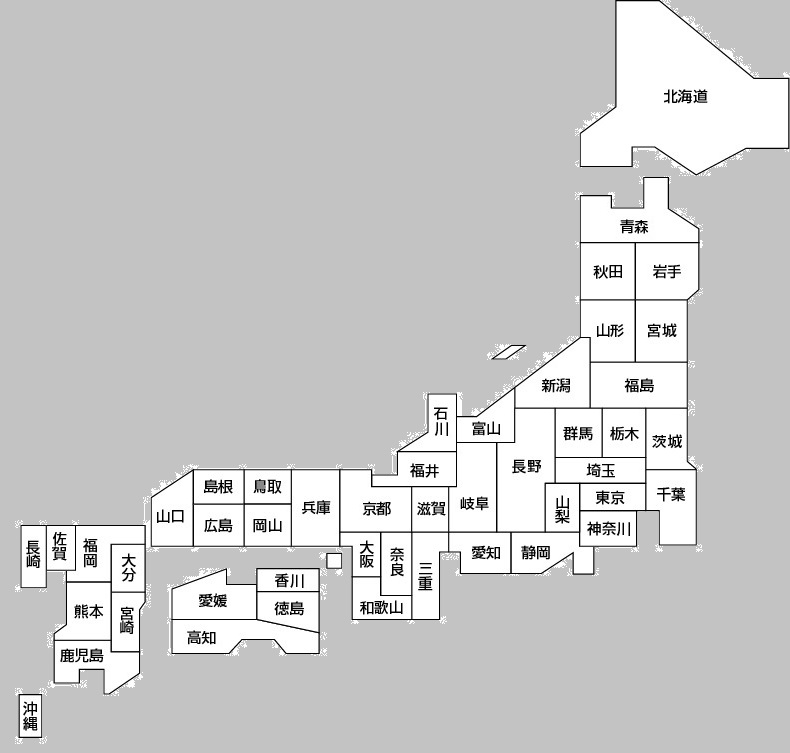 北海道
青森
秋田
岩手
山形
宮城
新潟
福島
石川
富山
群馬
栃木
茨城
福井
長野
埼玉
島根
鳥取
兵庫
京都
滋賀
岐阜
山梨
東京
千葉
山口
広島
岡山
神奈川
長崎
佐賀
福岡
大分
大阪
奈良
三重
愛知
静岡
香川
愛媛
徳島
和歌山
熊本
宮崎
高知
鹿児島
沖縄